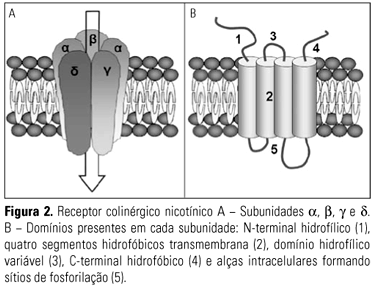 A
B
β
α
α
δ
γ
1
3
4
2
5
Figura 2. Receptor colinérgico nicotínico A – Subunidades α, β, γ e δ.
B – Domínios presentes em cada subunidade: N-terminal hidrofílico (1),
quatro segmentos hidrofóbicos transmembrana (2), domínio hidrofílico
variável (3), C-terminal hidrofóbico (4) e alças intracelulares formando
sítios de fosforilação (5).